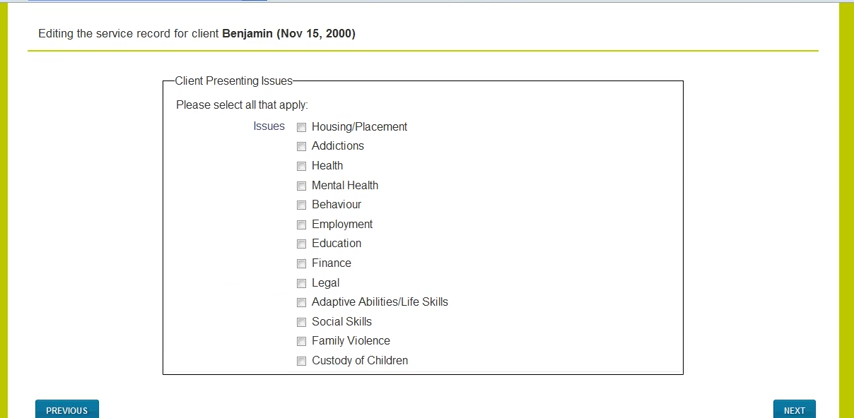 Editing the service record for client Benjamin (Nov 15, 2000)
Client Presenting Issues
Please select all that apply:
Issues Housing/Placement
Addictions
Health
Mental Health
Behaviour
Employment
Education
Finance
Legal
Adaptive Abilities/Life Skills
Social Skills
Family Violence
Custody of Children
PREVIOUS NEXT